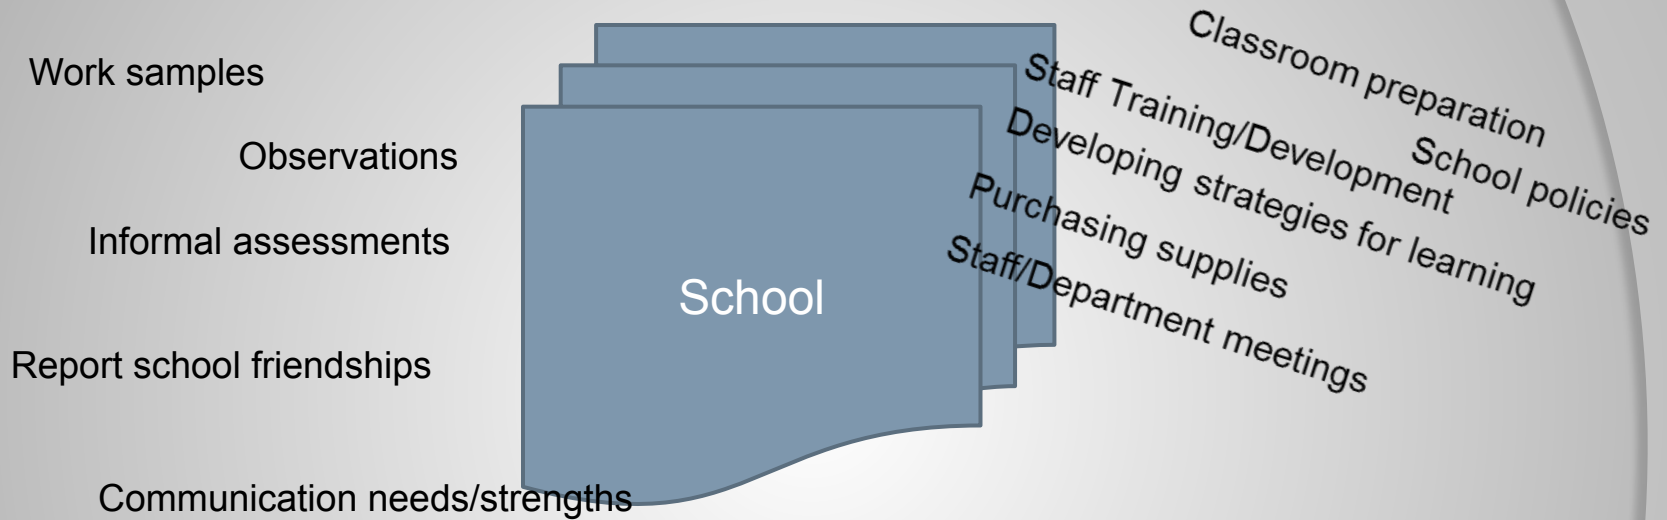 Work samples
Observations
Informal assessments
Report school friendships
Communication needs/strengths
School
Classroom preparation
School policies
Staff Training/Development
Developing strategies for learning
Purchasing supplies
Staff/Department meetings